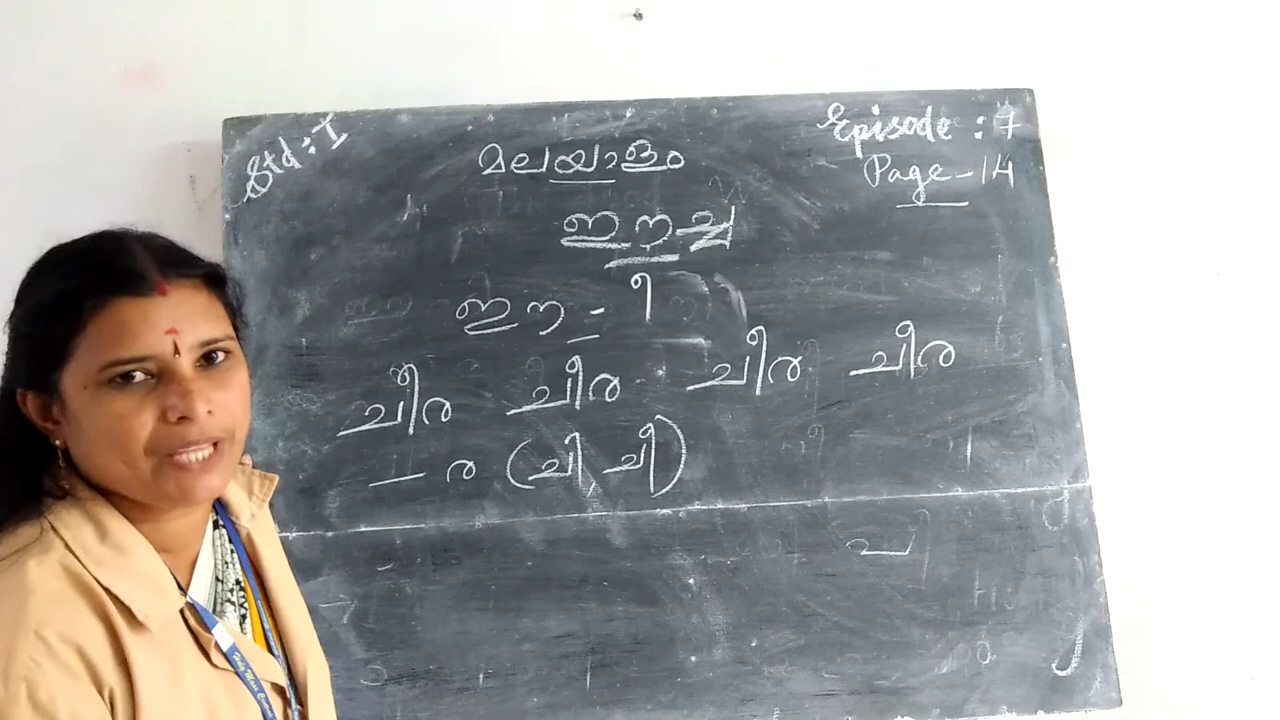 Std : I
Episode : 7
മലയാളം
Page - 14
ഈച്ച
ഈ - ീ
ചീര ചീര ചീര ചീര
_ ര (ചി, ചീ)
ചി